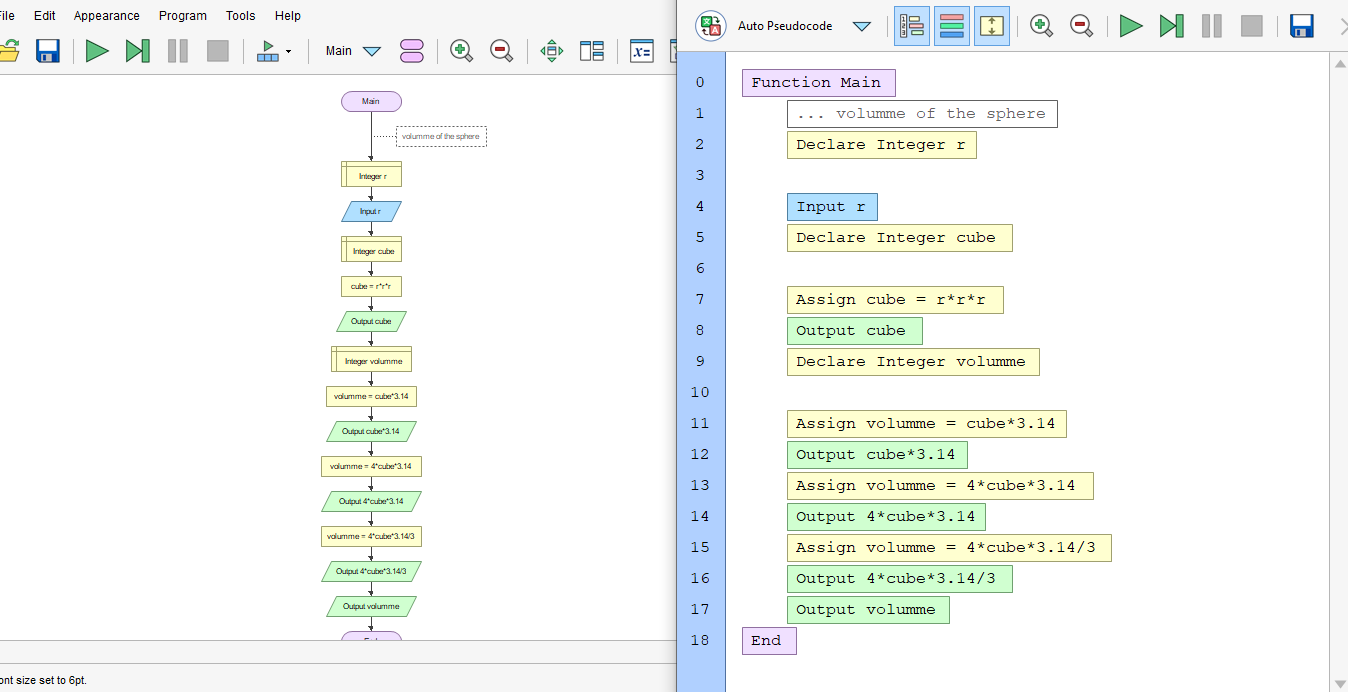 File Edit Appearance Program Tools Help
Main
Main
volumme of the sphere
Integer r
Input r
Integer cube
cube = r*r*r
Output cube
Integer volumme
volumme = cube*3.14
Output cube*3.14
volumme = 4*cube*3.14
Output 4*cube*3.14
volumme = 4*cube*3.14/3
Output 4*cube*3.14/3
Output volumme
ont size set to 6pt.
Auto Pseudocode
0 Function Main
1 ... volumme of the sphere
2 Declare Integer r
3
4 Input r
5 Declare Integer cube
6
7 Assign cube = r*r*r
8 Output cube
9 Declare Integer volumme
10
11 Assign volumme = cube*3.14
12 Output cube*3.14
13 Assign volumme = 4*cube*3.14
14 Output 4*cube*3.14
15 Assign volumme = 4*cube*3.14/3
16 Output 4*cube*3.14/3
17 Output volumme
18 End